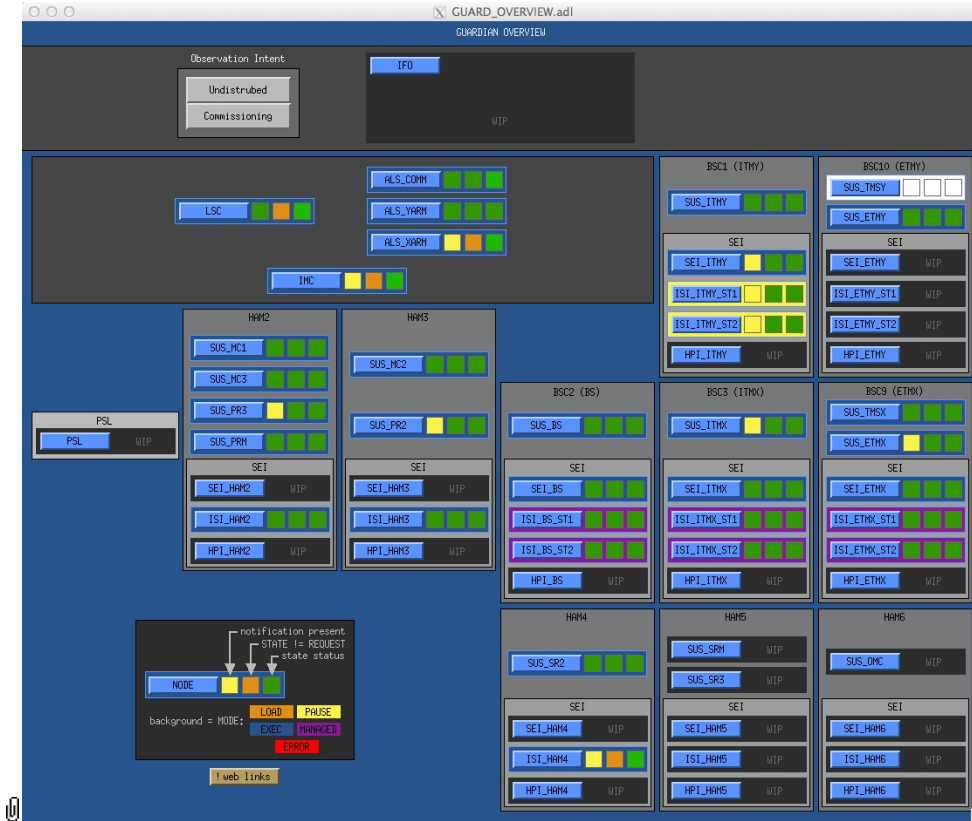 GUARD_OVERVIEW.adl
GUARDIAN OVERVIEW
Observation Intent
Undistrubed
Commissioning
IFO
WIP
ALS_COMM
LSC
ALS_YARM
ALS_XARM
IMC
BSC1 (ITMY)
SUS_ITMY
SEI
SEI_ITMY
ISI_ITMY_ST1
ISI_ITMY_ST2
HPI_ITMY WIP
BSC10 (ETMY)
SUS_TMSY
SUS_ETMY
SEI
SEI_ETMY WIP
ISI_ETMY_ST1 WIP
ISI_ETMY_ST2 WIP
HPI_ETMY WIP
PSL
PSL WIP
HAM2
SUS_MC1
SUS_MC3
SUS_PR3
SUS_PRM
SEI
SEI_HAM2 WIP
ISI_HAM2
HPI_HAM2 WIP
HAM3
SUS_MC2
SUS_PR2
SEI
SEI_HAM3 WIP
ISI_HAM3
HPI_HAM3 WIP
BSC2 (BS)
SUS_BS
SEI
SEI_BS
ISI_BS_ST1
ISI_BS_ST2
HPI_BS WIP
BSC3 (ITMX)
SUS_ITMX
SEI
SEI_ITMX
ISI_ITMX_ST1
ISI_ITMX_ST2
HPI_ITMX WIP
BSC9 (ETMX)
SUS_TMSX
SUS_ETMX
SEI
SEI_ETMX
ISI_ETMX_ST1
ISI_ETMX_ST2
HPI_ETMX WIP
notification present
STATE != REQUEST
state status
NODE
background = MODE:
LOAD PAUSE
EXEC MANAGED
ERROR
! web links
HAM4
SUS_SR2
SEI
SEI_HAM4 WIP
ISI_HAM4
HPI_HAM4 WIP
HAM5
SUS_SRM WIP
SUS_SR3 WIP
SEI
SEI_HAM5 WIP
ISI_HAM5 WIP
HPI_HAM5 WIP
HAM6
SUS_OMC WIP
SEI
SEI_HAM6 WIP
ISI_HAM6 WIP
HPI_HAM6 WIP